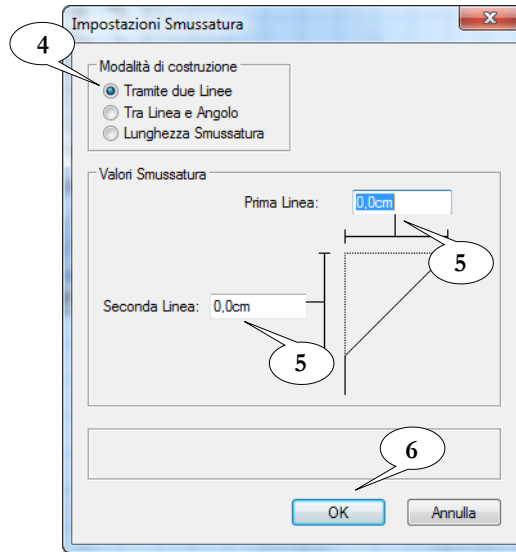 Impostazioni Smussatura
x
4
Modalità di costruzione
Tramite due Linee
Tra Linea e Angolo
Lunghezza Smussatura
Valori Smussatura
Prima Linea: 0,0cm
5
Seconda Linea: 0,0cm
5
6
OK Annulla